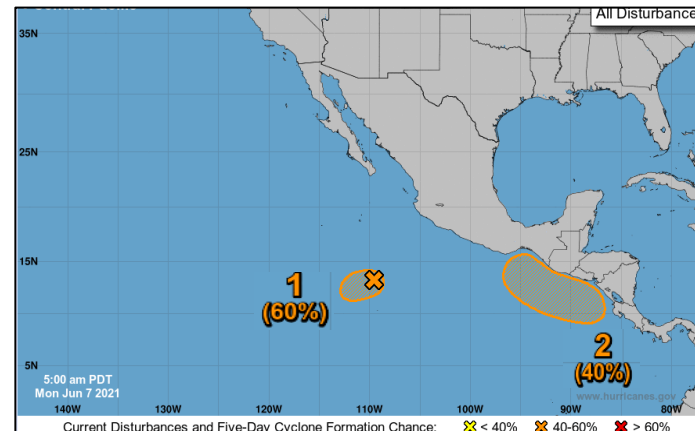 All Disturbance
35N
25N
15N
5N
1
(60%)
2
(40%)
5:00 am PDT
Mon Jun 7 2021
www.hurricanes.gov
140W 130W 120W 110W 100W 90W 80W
Current Disturbances and Five-Day Cyclone Formation Chance: < 40% 40-60% > 60%